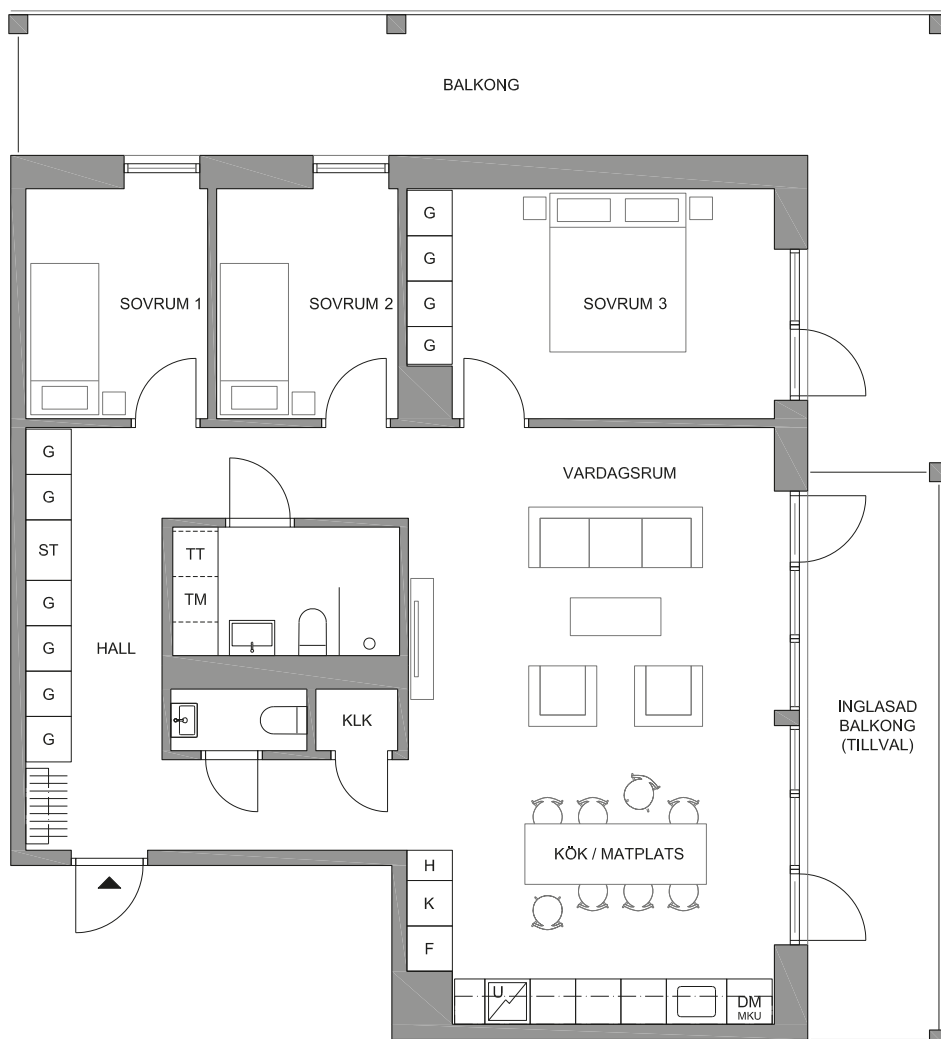 BALKONG
G
G
G
G
SOVRUM 1
SOVRUM 2
SOVRUM 3
G
G
ST
G
G
G
G
HALL
TT
TM
KLK
VARDAGSRUM
INGLASAD
BALKONG
(TILLVAL)
KÖK / MATPLATS
H
K
F
U
DM
MKU